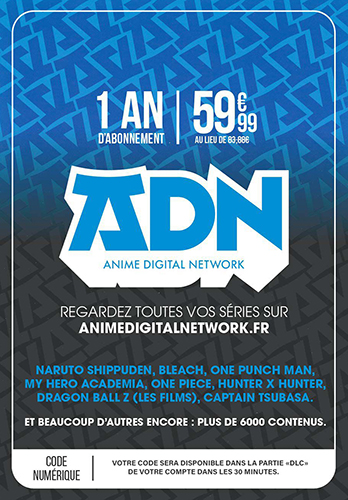 1 AN
D'ABONNEMENT
59€99
AU LIEU DE 83,88€
ADN
ANIME DIGITAL NETWORK
REGARDEZ TOUTES VOS SÉRIES SUR
ANIMEDIGITALNETWORK.FR
NARUTO SHIPPUDEN, BLEACH, ONE PUNCH MAN,
MY HERO ACADEMIA, ONE PIECE, HUNTER X HUNTER,
DRAGON BALL Z (LES FILMS), CAPTAIN TSUBASA.
ET BEAUCOUP D'AUTRES ENCORE : PLUS DE 6000 CONTENUS.
CODE
NUMÉRIQUE
VOTRE CODE SERA DISPONIBLE DANS LA PARTIE «DLC»
DE VOTRE COMPTE DANS LES 30 MINUTES.